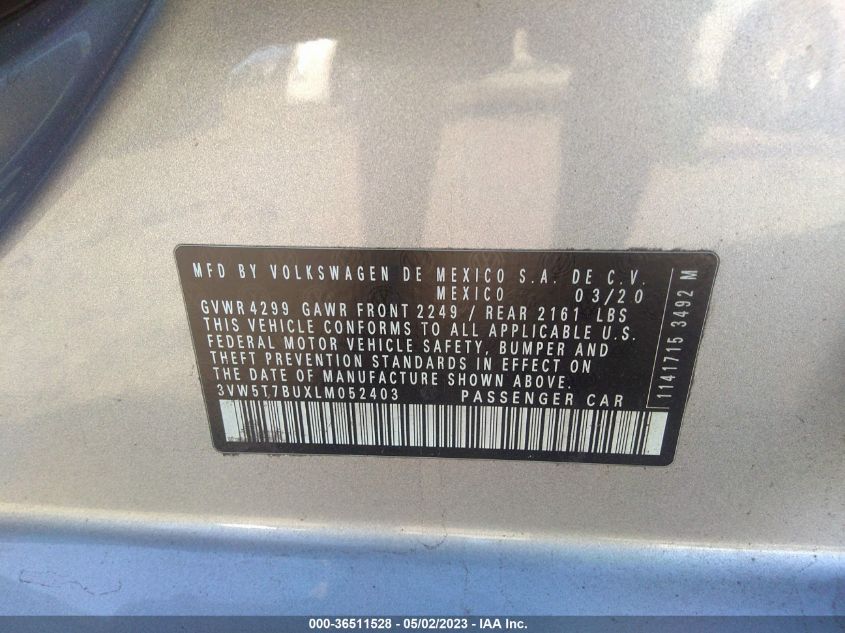 MFD BY VOLKSWAGEN DE MEXICO S.A. DE C.V.
MEXICO 03/20
GVWR 4299 GAWR FRONT 2249 / REAR 2161 LBS
THIS VEHICLE CONFORMS TO ALL APPLICABLE U.S.
FEDERAL MOTOR VEHICLE SAFETY, BUMPER AND
THEFT PREVENTION STANDARDS IN EFFECT ON
THE DATE OF MANUFACTURE SHOWN ABOVE.
3VW5T7BUXLM052403 PASSENGER CAR
1141715 3492 M
000-36511528 - 05/02/2023 - IAA Inc.